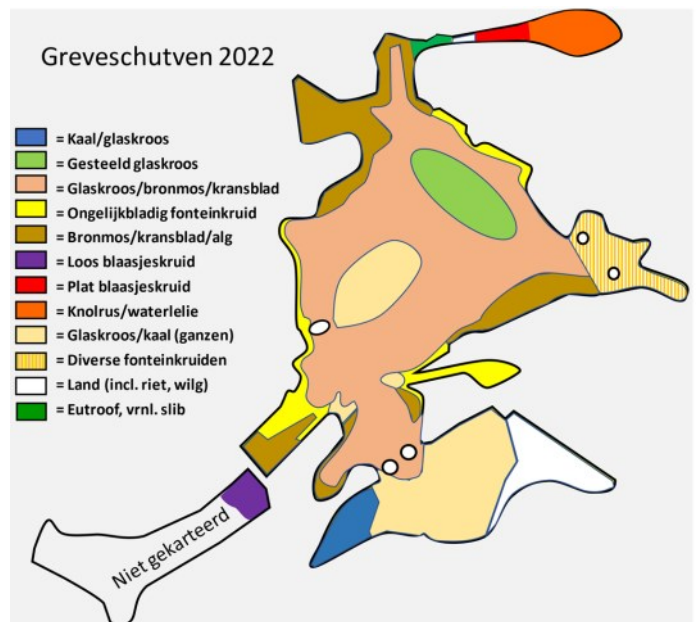 Greveschutven 2022
= Kaal/glaskroos
= Gesteeld glaskroos
= Glaskroos/bronmos/kransblad
= Ongelijkbladig fonteinkruid
= Bronmos/kransblad/alg
= Loos blaasjeskruid
= Plat blaasjeskruid
= Knolrus/waterlelie
= Glaskroos/kaal (ganzen)
= Diverse fonteinkruiden
= Land (incl. riet, wilg)
= Eutroof, vrnl. slib
Niet gekarteerd